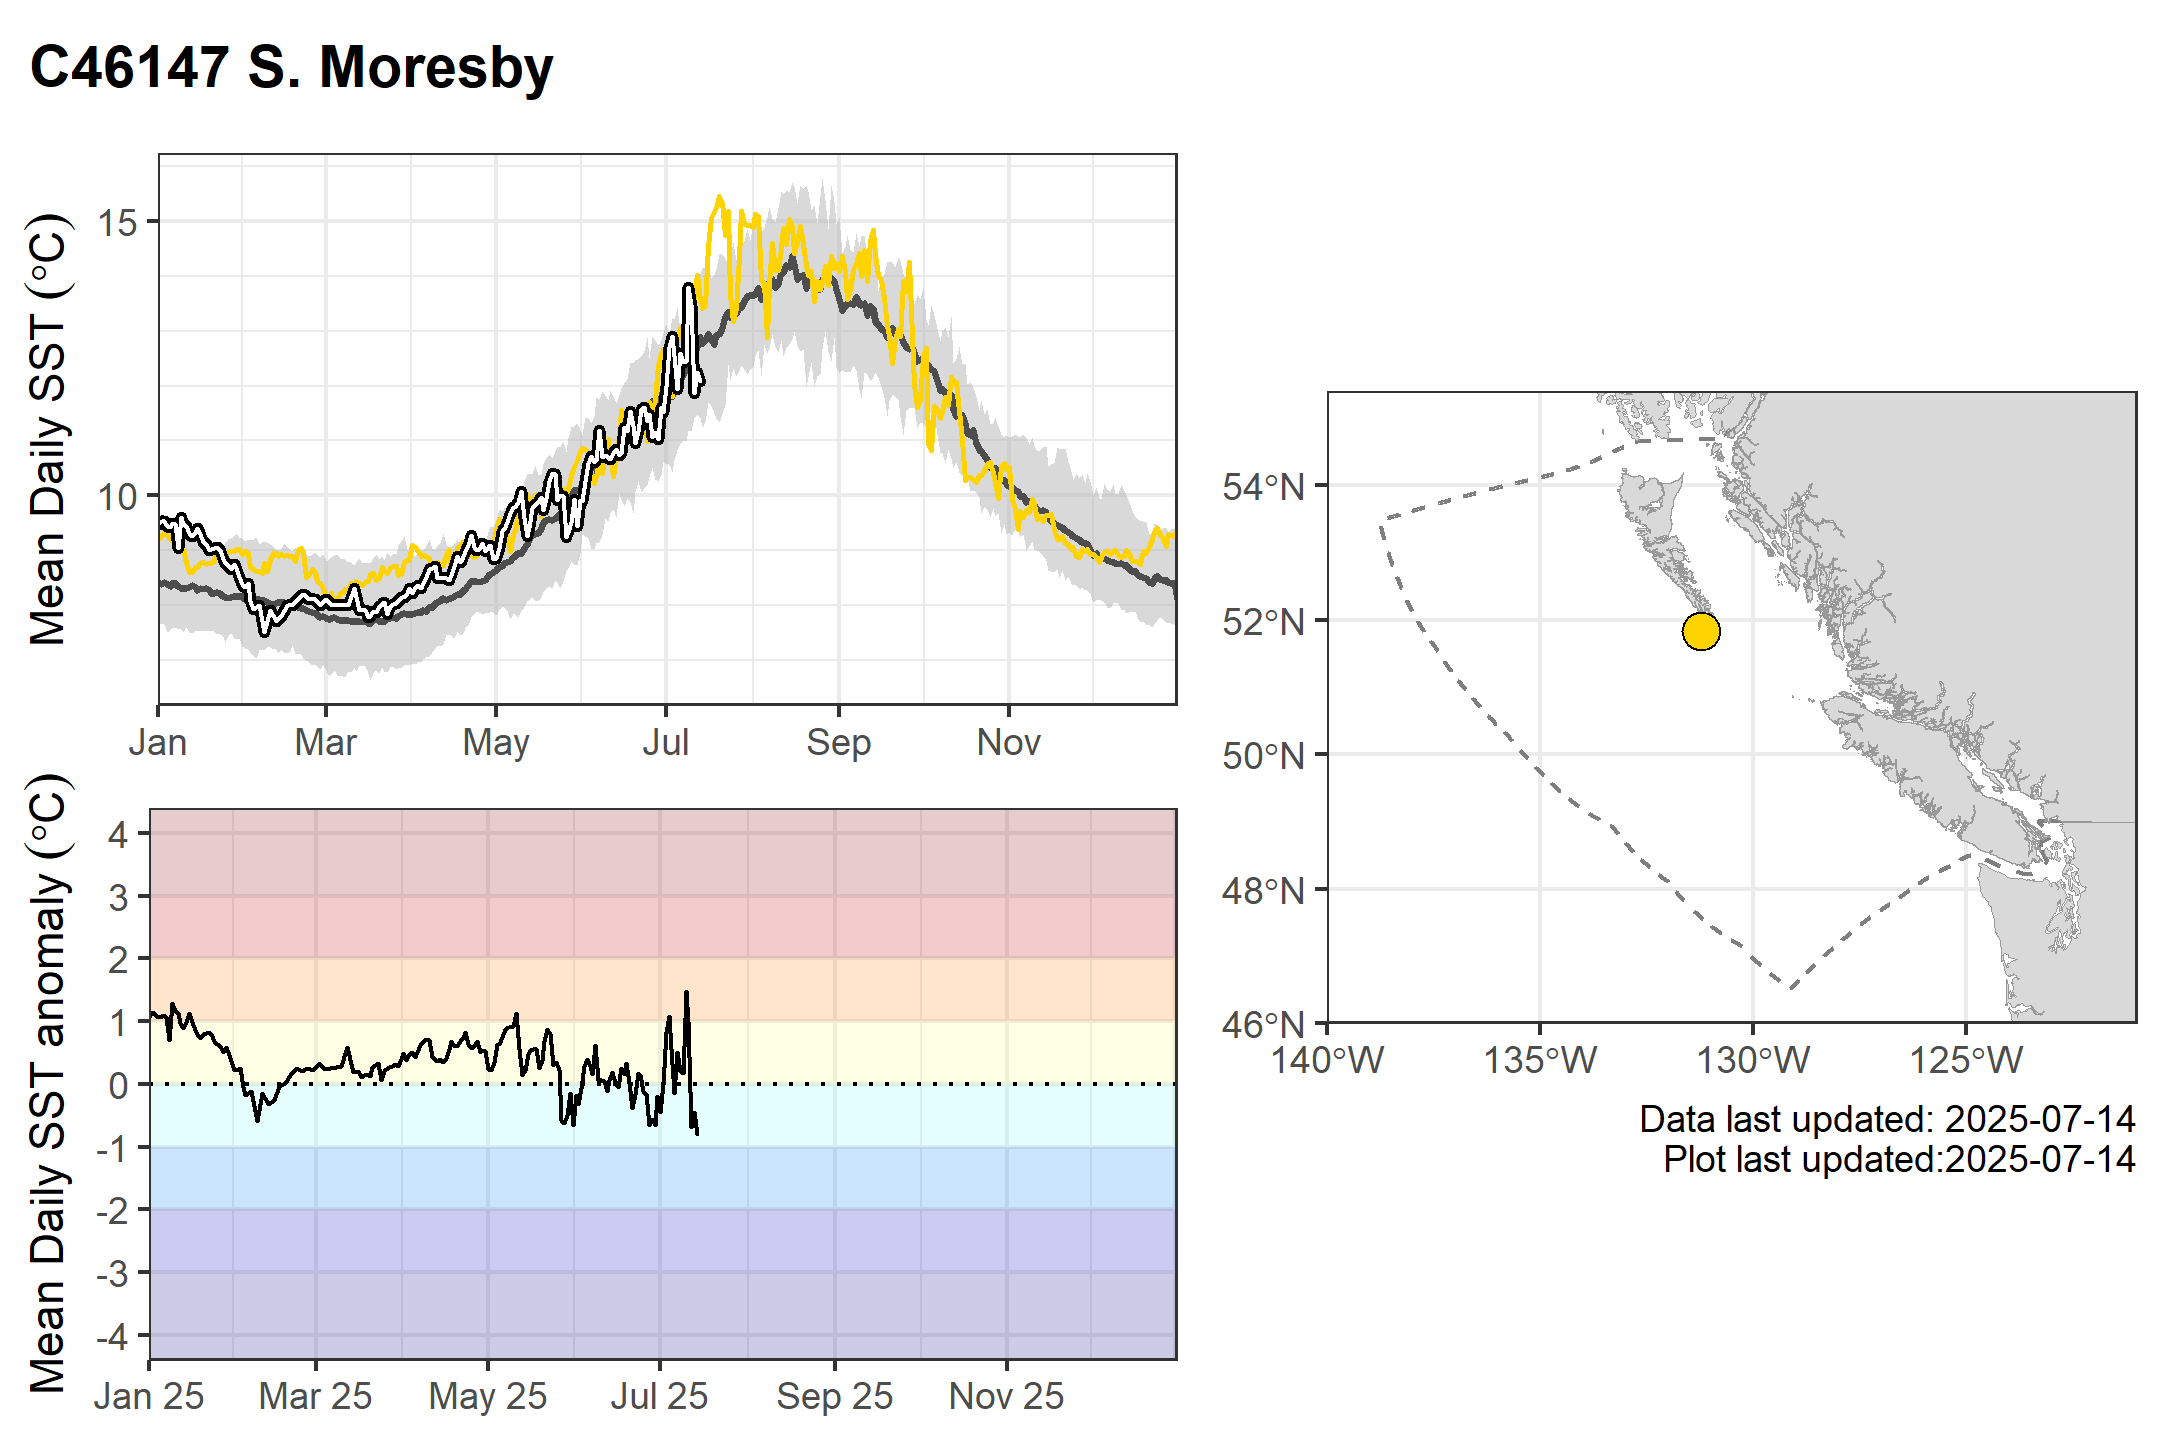 C46147 S. Moresby
Mean Daily SST (°C)
15
10
Jan Mar May Jul Sep Nov
Mean Daily SST anomaly (°C)
4
3
2
1
0
-1
-2
-3
-4
Jan 25 Mar 25 May 25 Jul 25 Sep 25 Nov 25
54°N
52°N
50°N
48°N
46°N
140°W 135°W 130°W 125°W
Data last updated: 2025-07-14
Plot last updated:2025-07-14